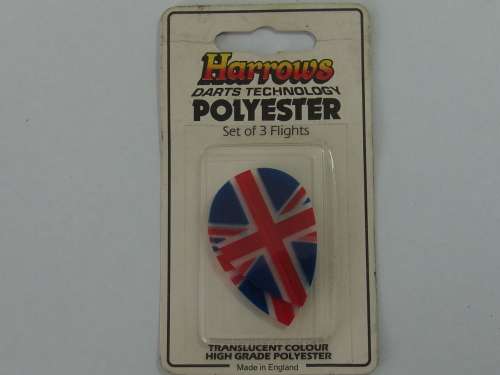 Harrows
DARTS TECHNOLOGY
POLYESTER
Set of 3 Flights
TRANSLUCENT COLOUR
HIGH GRADE POLYESTER
Made in England